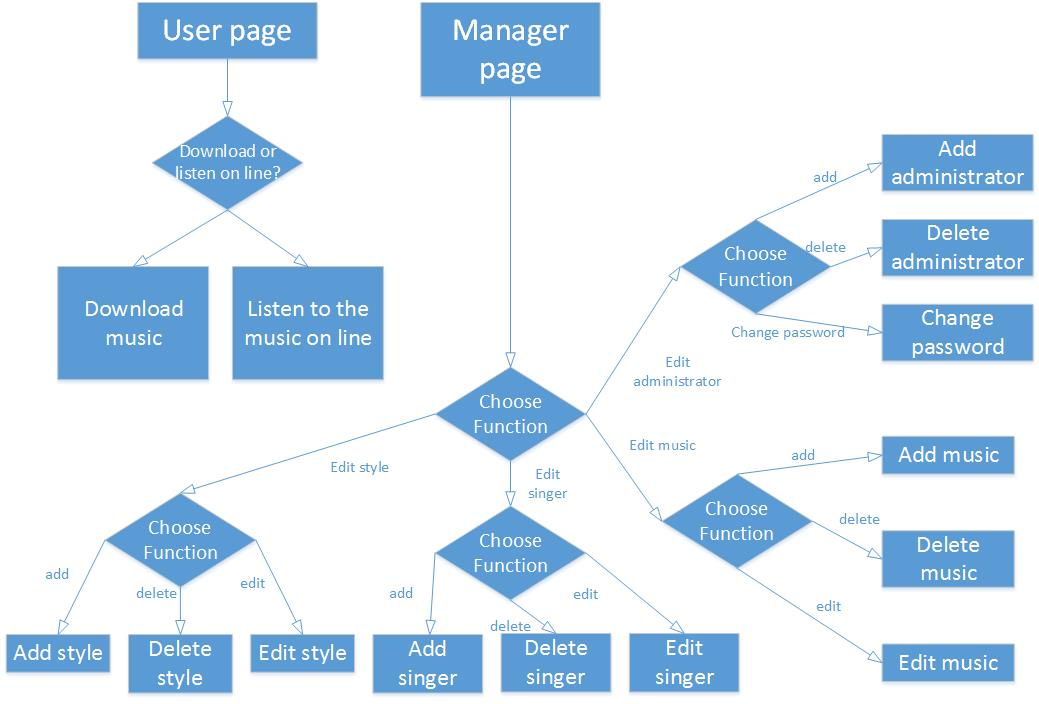 User page
Manager
page
Download or
listen on line?
Download
music
Listen to the
music on line
Choose
Function
Edit
administrator
Choose
Function
add
Add
administrator
delete
Delete
administrator
Change password
Change
password
Edit music
Choose
Function
add
Add music
delete
Delete
music
edit
Edit music
Edit style
Choose
Function
add
Add style
delete
Delete
style
edit
Edit style
Edit
singer
Choose
Function
add
Add
singer
delete
Delete
singer
edit
Edit
singer